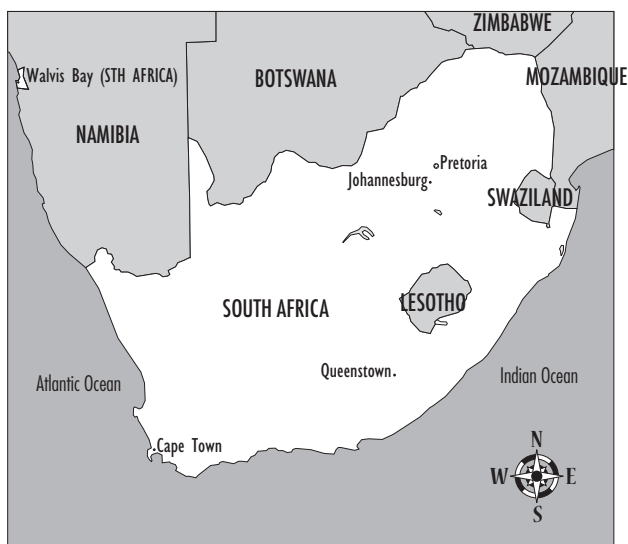 ZIMBABWE
Walvis Bay (STH AFRICA)
BOTSWANA
MOZAMBIQUE
NAMIBIA
Pretoria
Johannesburg
SWAZILAND
SOUTH AFRICA
LESOTHO
Queenstown
Atlantic Ocean
Indian Ocean
Cape Town
N
W
E
S